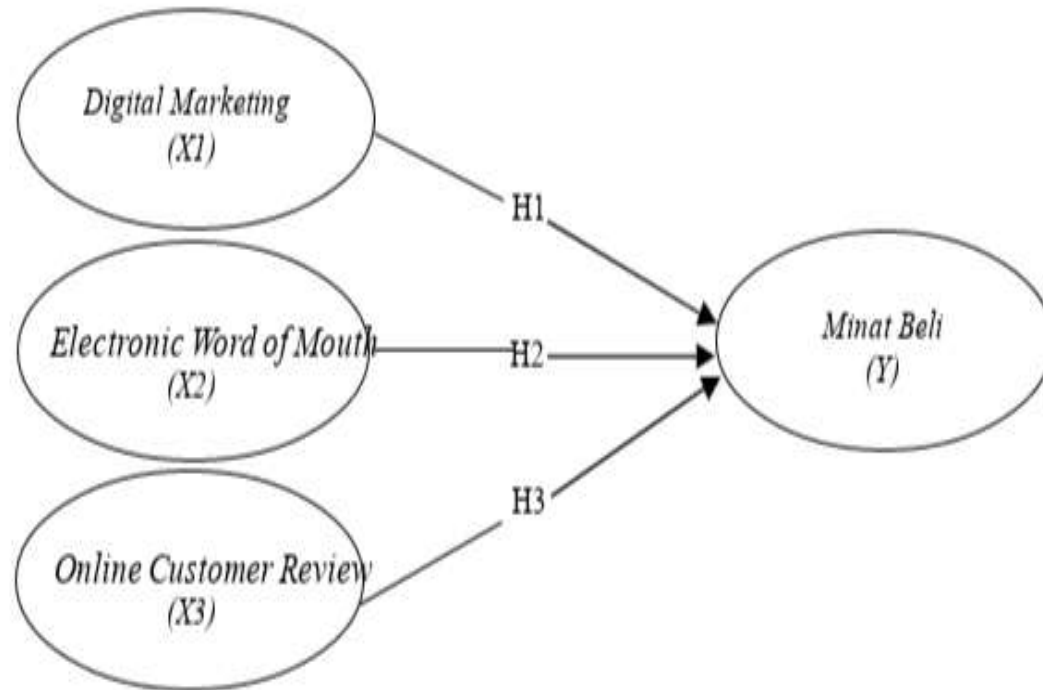 Digital Marketing
(X1)
H1
Electronic Word of Mouth
(X2)
H2
Minat Beli
(Y)
Online Customer Review
(X3)
H3